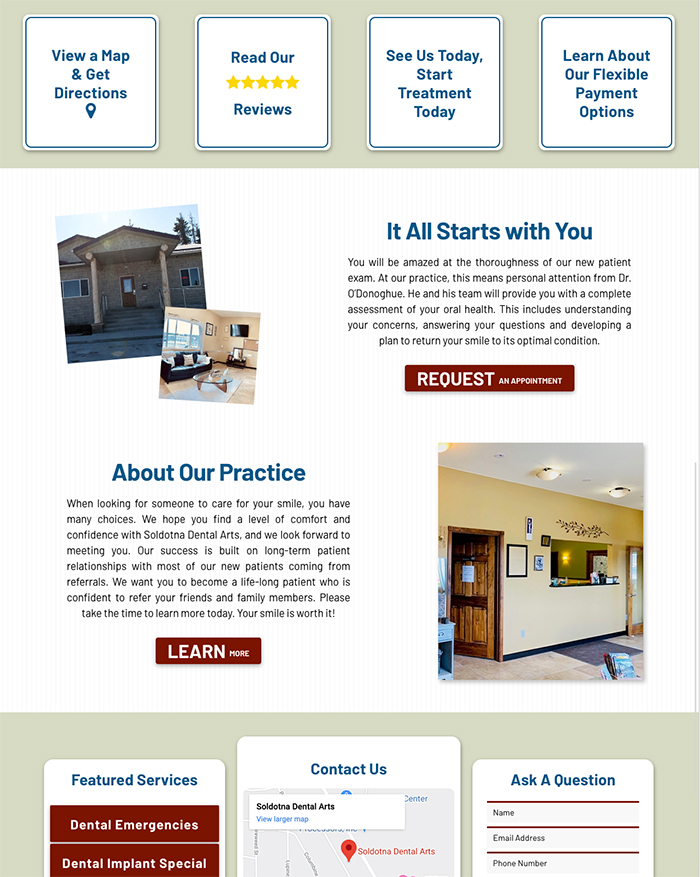 View a Map
& Get
Directions
Read Our
Reviews
See Us Today,
Start
Treatment
Today
Learn About
Our Flexible
Payment
Options
It All Starts with You
You will be amazed at the thoroughness of our new patient
exam. At our practice, this means personal attention from Dr.
O'Donoghue. He and his team will provide you with a complete
assessment of your oral health. This includes understanding
your concerns, answering your questions and developing a
plan to return your smile to its optimal condition.
REQUEST AN APPOINTMENT
About Our Practice
When looking for someone to care for your smile, you have
many choices. We hope you find a level of comfort and
confidence with Soldotna Dental Arts, and we look forward to
meeting you. Our success is built on long-term patient
relationships with most of our new patients coming from
referrals. We want you to become a life-long patient who is
confident to refer your friends and family members. Please
take the time to learn more today. Your smile is worth it!
LEARN MORE
Featured Services
Dental Emergencies
Dental Implant Special
Contact Us
Soldotna Dental Arts
View larger map
Center
Processors, Inc
Soldotna Dental Arts
Ask A Question
Name
Email Address
Phone Number